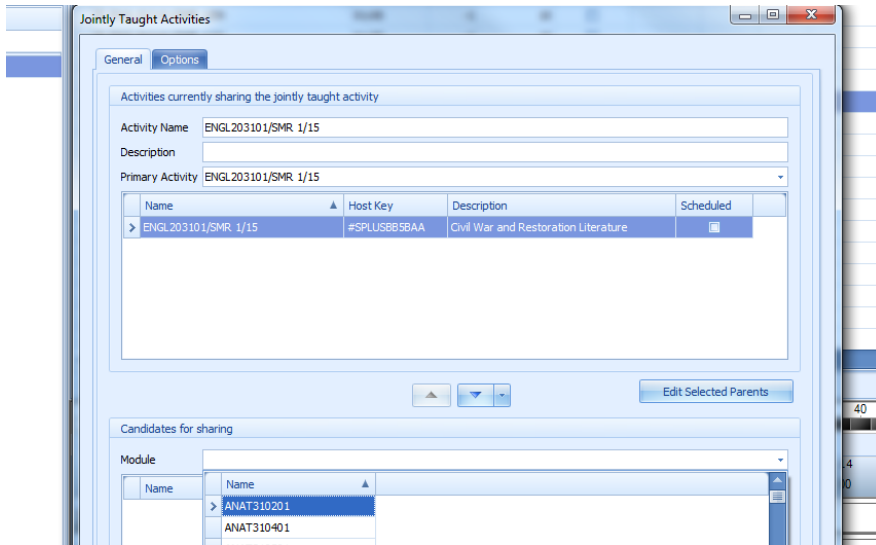 Jointly Taught Activities
General Options
Activities currently sharing the jointly taught activity
Activity Name ENGL203101/SMR 1/15
Description
Primary Activity ENGL203101/SMR 1/15
Name Host Key Description Scheduled
ENGL203101/SMR 1/15 #SPLUSBB5BAA Civil War and Restoration Literature
Edit Selected Parents
40
Candidates for sharing
Module
Name Name
ANAT310201
ANAT310401